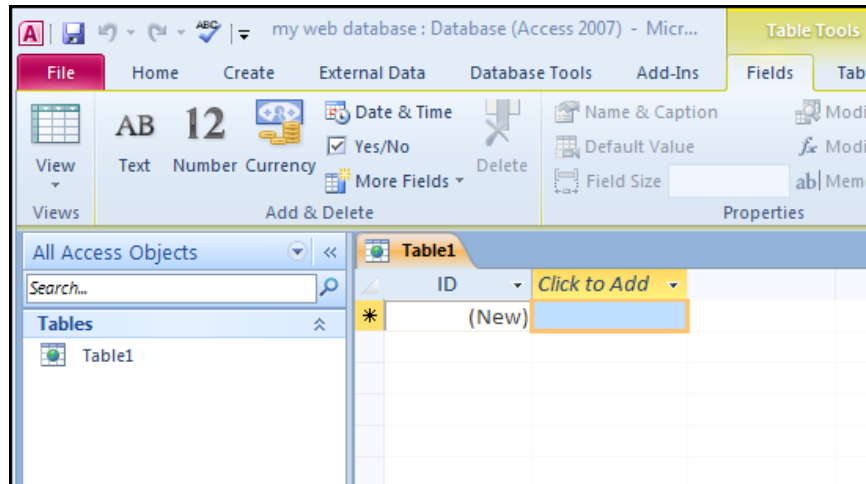 A ABC my web database : Database (Access 2007) - Micr... Table Tools
File Home Create External Data Database Tools Add-Ins Fields Tab
View
Views
AB
Text
12
Number
Currency
Date & Time
Yes/No
More Fields
Delete
Add & Delete
Name & Caption
Default Value
Field Size
Modi
fx Modi
ab Mem
Properties
All Access Objects
Search...
Tables
Table1
Table1
ID Click to Add
* (New)